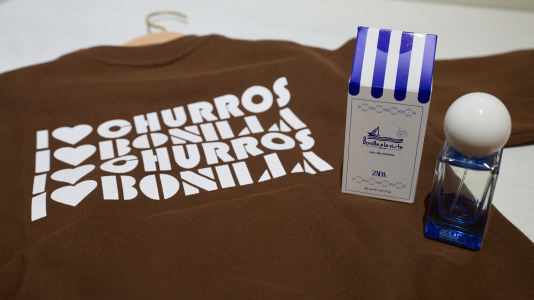 I ♥ CHURROS
I ♥ BONILLA
I ♥ CHURROS
I ♥ BONILLA
Bonilla a la vista
ZARA